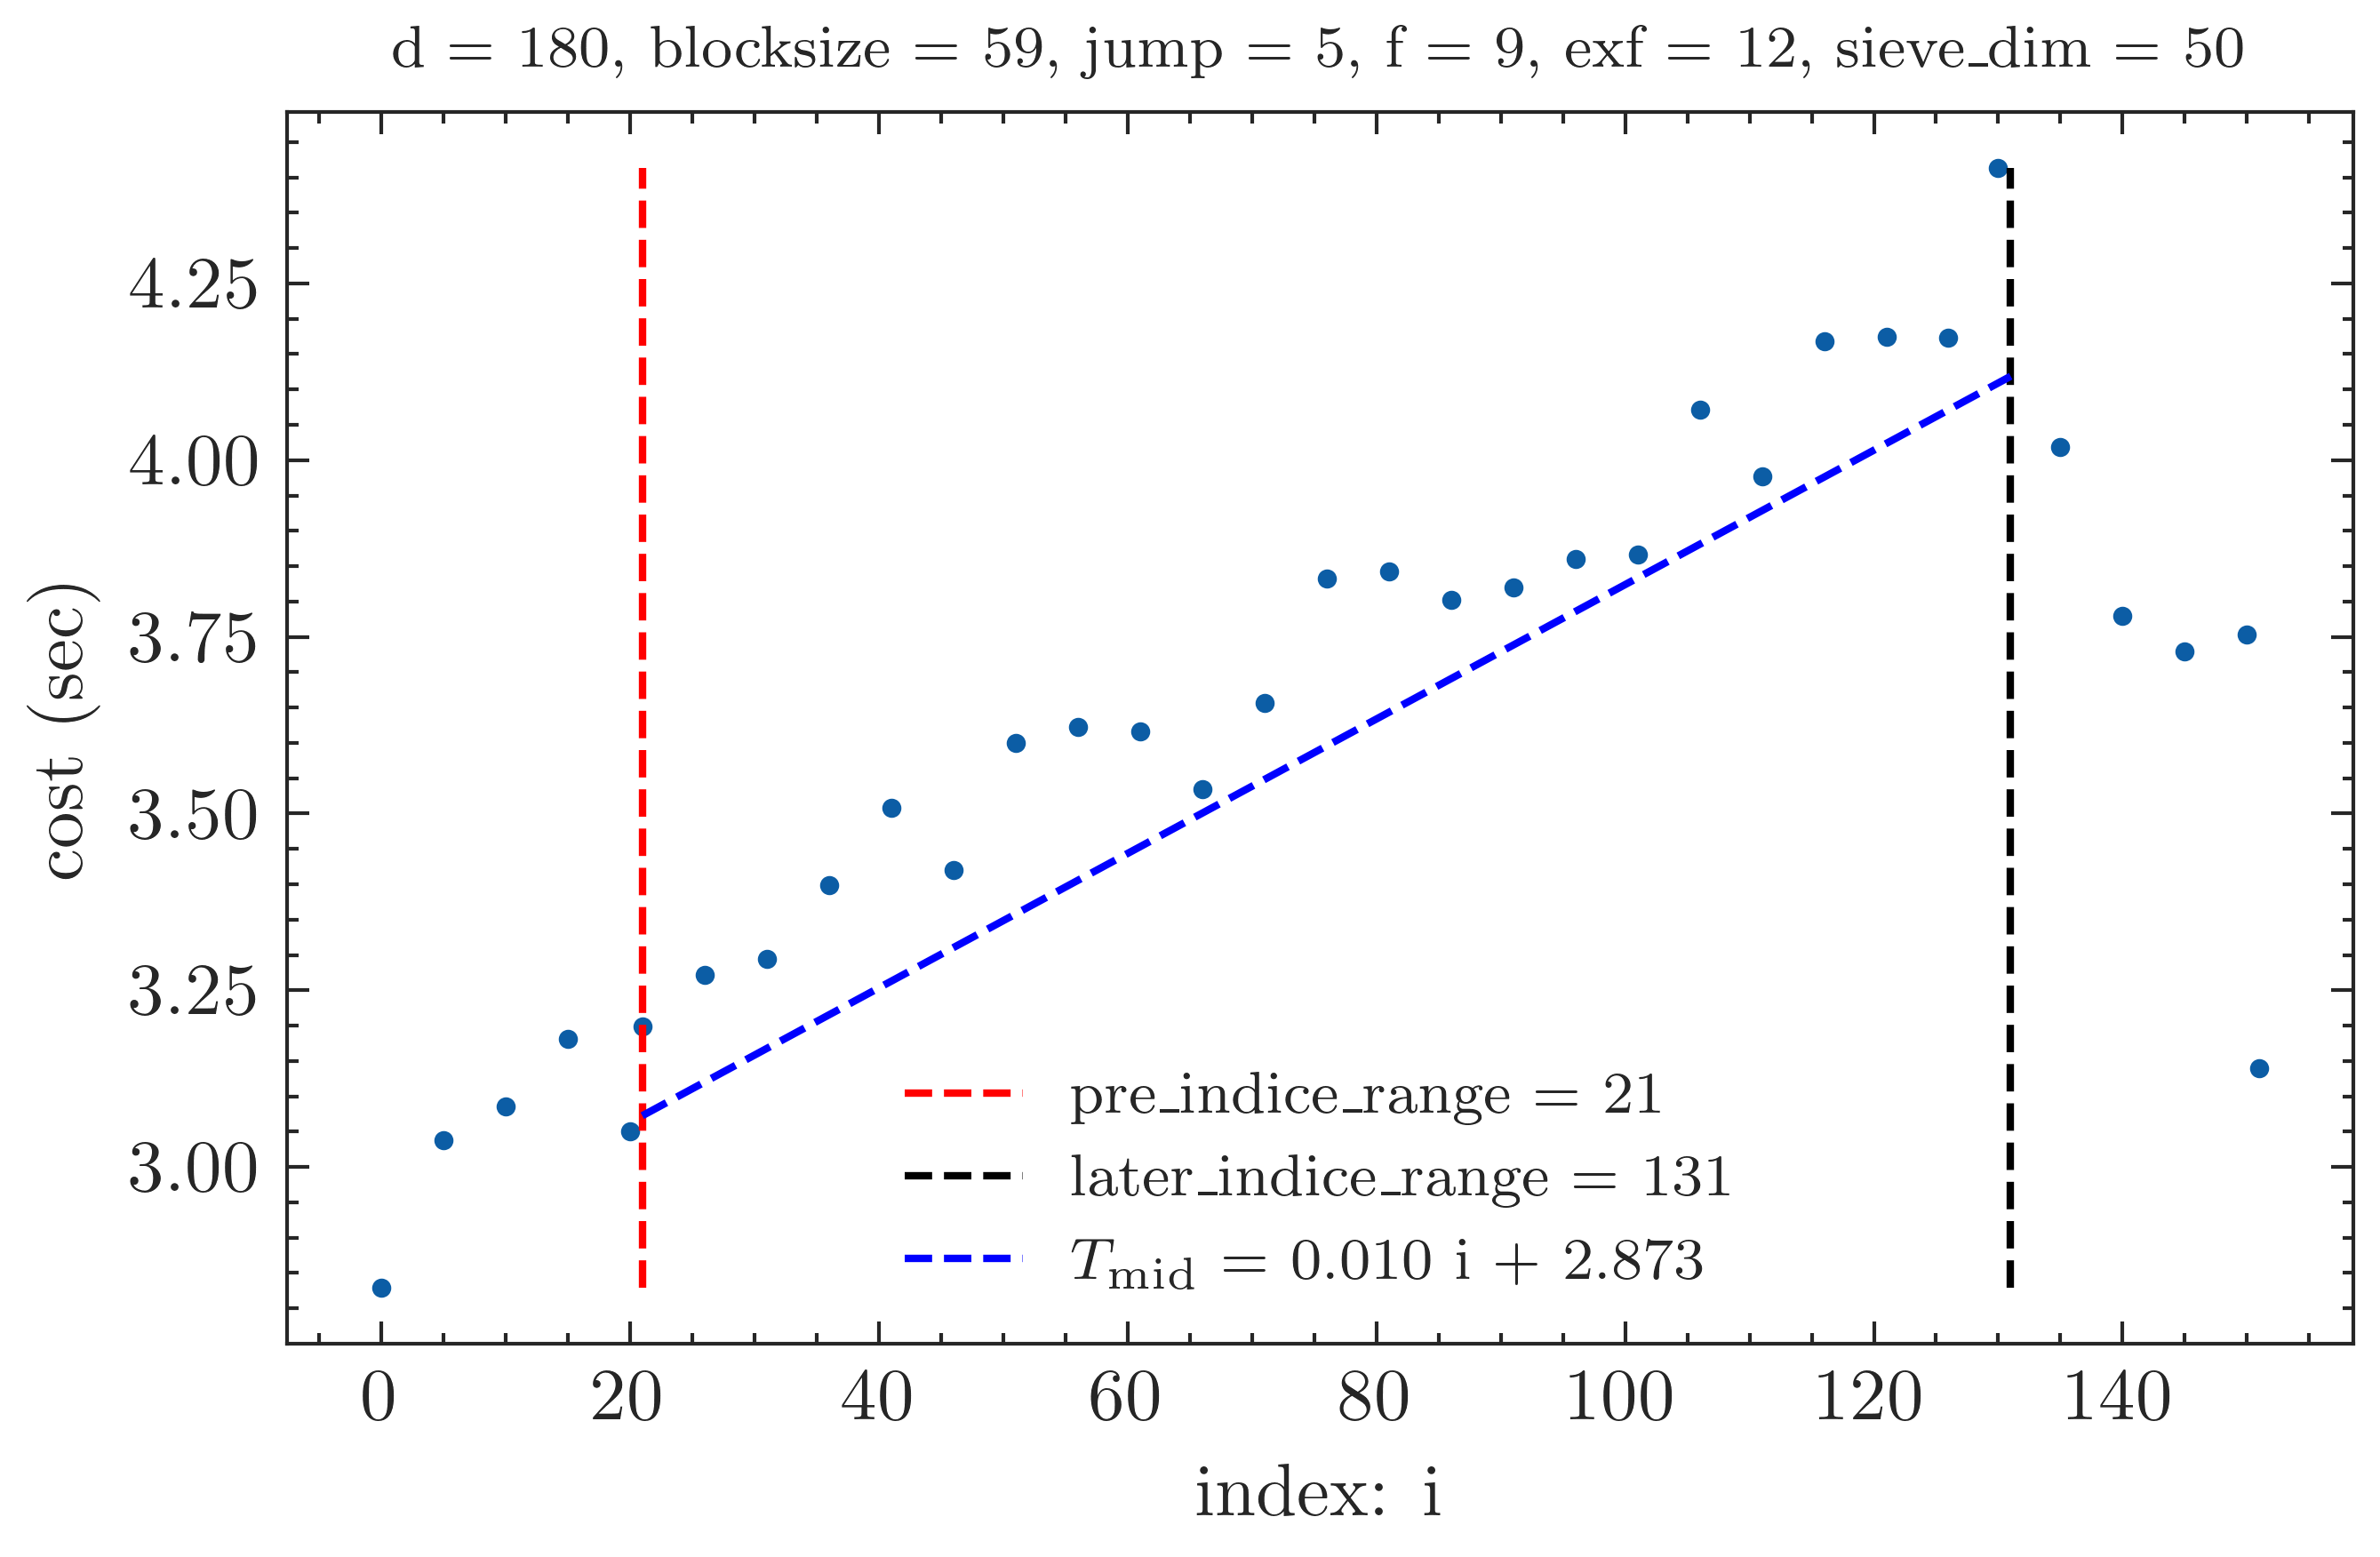 d = 180, blocksize = 59, jump = 5, f = 9, exf = 12, sieve_dim = 50
cost (sec)
4.25
4.00
3.75
3.50
3.25
3.00
pre_indice_range = 21
later_indice_range = 131
T_mid = 0.010 i + 2.873
0 20 40 60 80 100 120 140
index: i